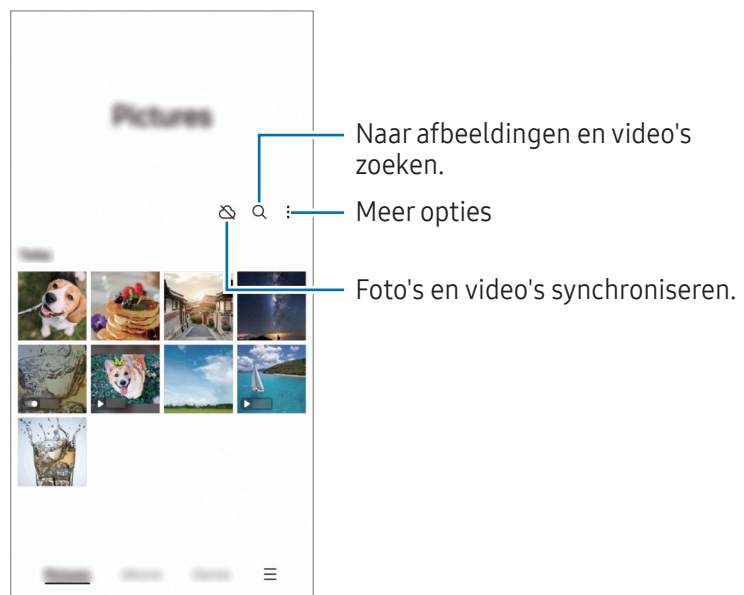 Pictures
Naar afbeeldingen en video's
zoeken.
Meer opties
Foto's en video's synchroniseren.